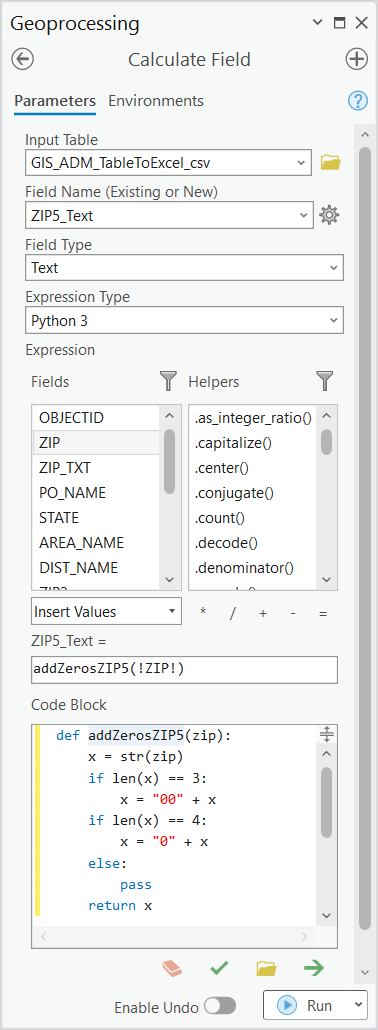 Geoprocessing
Calculate Field
Parameters Environments
Input Table
GIS_ADM_TableToExcel_csv
Field Name (Existing or New)
ZIP5_Text
Field Type
Text
Expression Type
Python 3
Expression
Fields
Helpers
OBJECTID
ZIP
ZIP_TXT
PO_NAME
STATE
AREA_NAME
DIST_NAME
.as_integer_ratio()
.capitalize()
.center()
.conjugate()
.count()
.decode()
.denominator()
Insert Values
* / + - =
ZIP5_Text =
addZerosZIP5(!ZIP!)
Code Block
def addZerosZIP5(zip):
x = str(zip)
if len(x) == 3:
x = "00" + x
if len(x) == 4:
x = "0" + x
else:
pass
return x
Enable Undo
Run